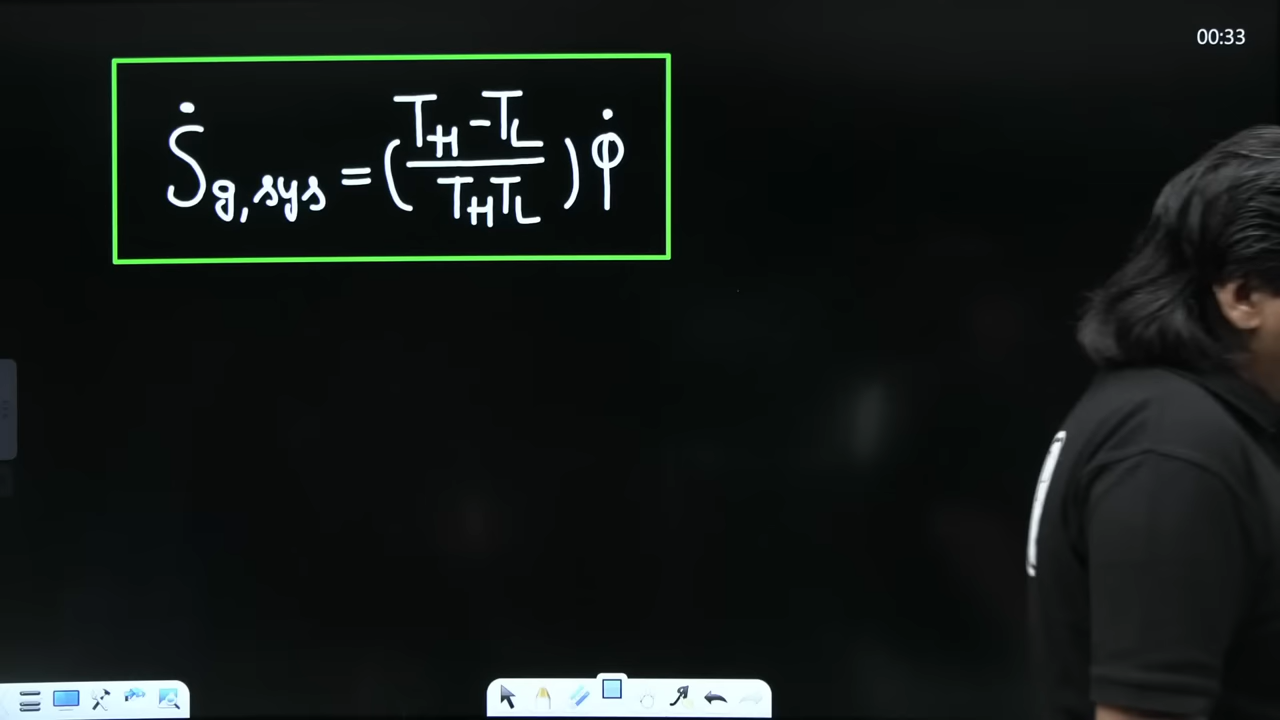 00:33
Ṡg,sys = (TH - TL / THTL) φ̇